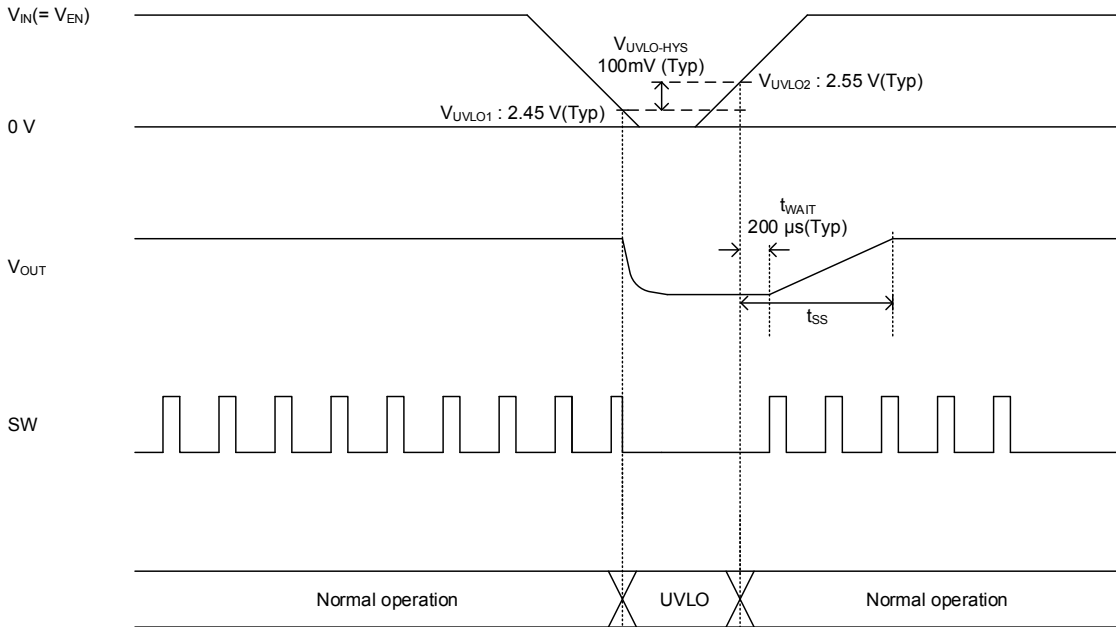 VIN(= VEN)
VUVLO-HYS
100mV (Typ)
VUVLO2 : 2.55 V(Typ)
VUVLO1 : 2.45 V(Typ)
0 V
tWAIT
200 µs(Typ)
VOUT
tSS
SW
Normal operation
UVLO
Normal operation